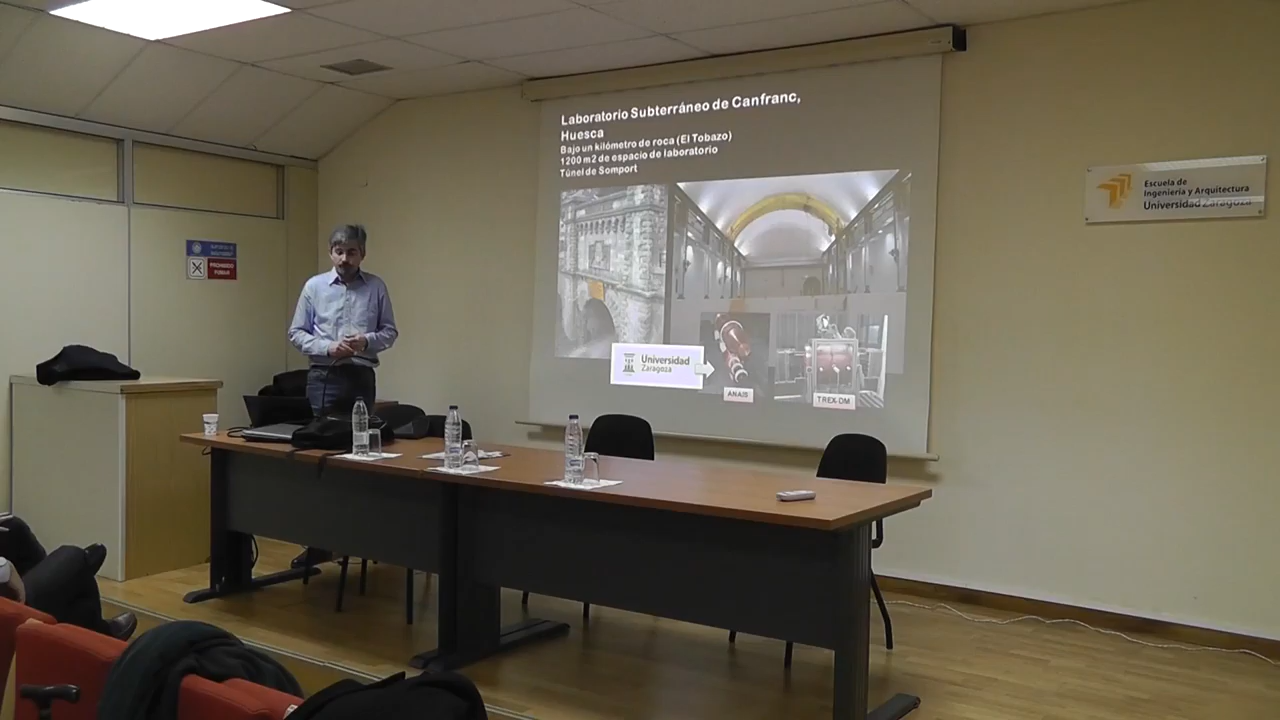 Laboratorio Subterráneo de Canfranc,
Huesca
Bajo un kilómetro de roca (El Tobazo)
1200 m2 de espacio de laboratorio
Túnel de Somport
Universidad
Zaragoza
ANAIS
TREX-DM
Escuela de
Ingeniería y Arquitectura
Universidad Zaragoza
PROHIBIDO
FUMAR